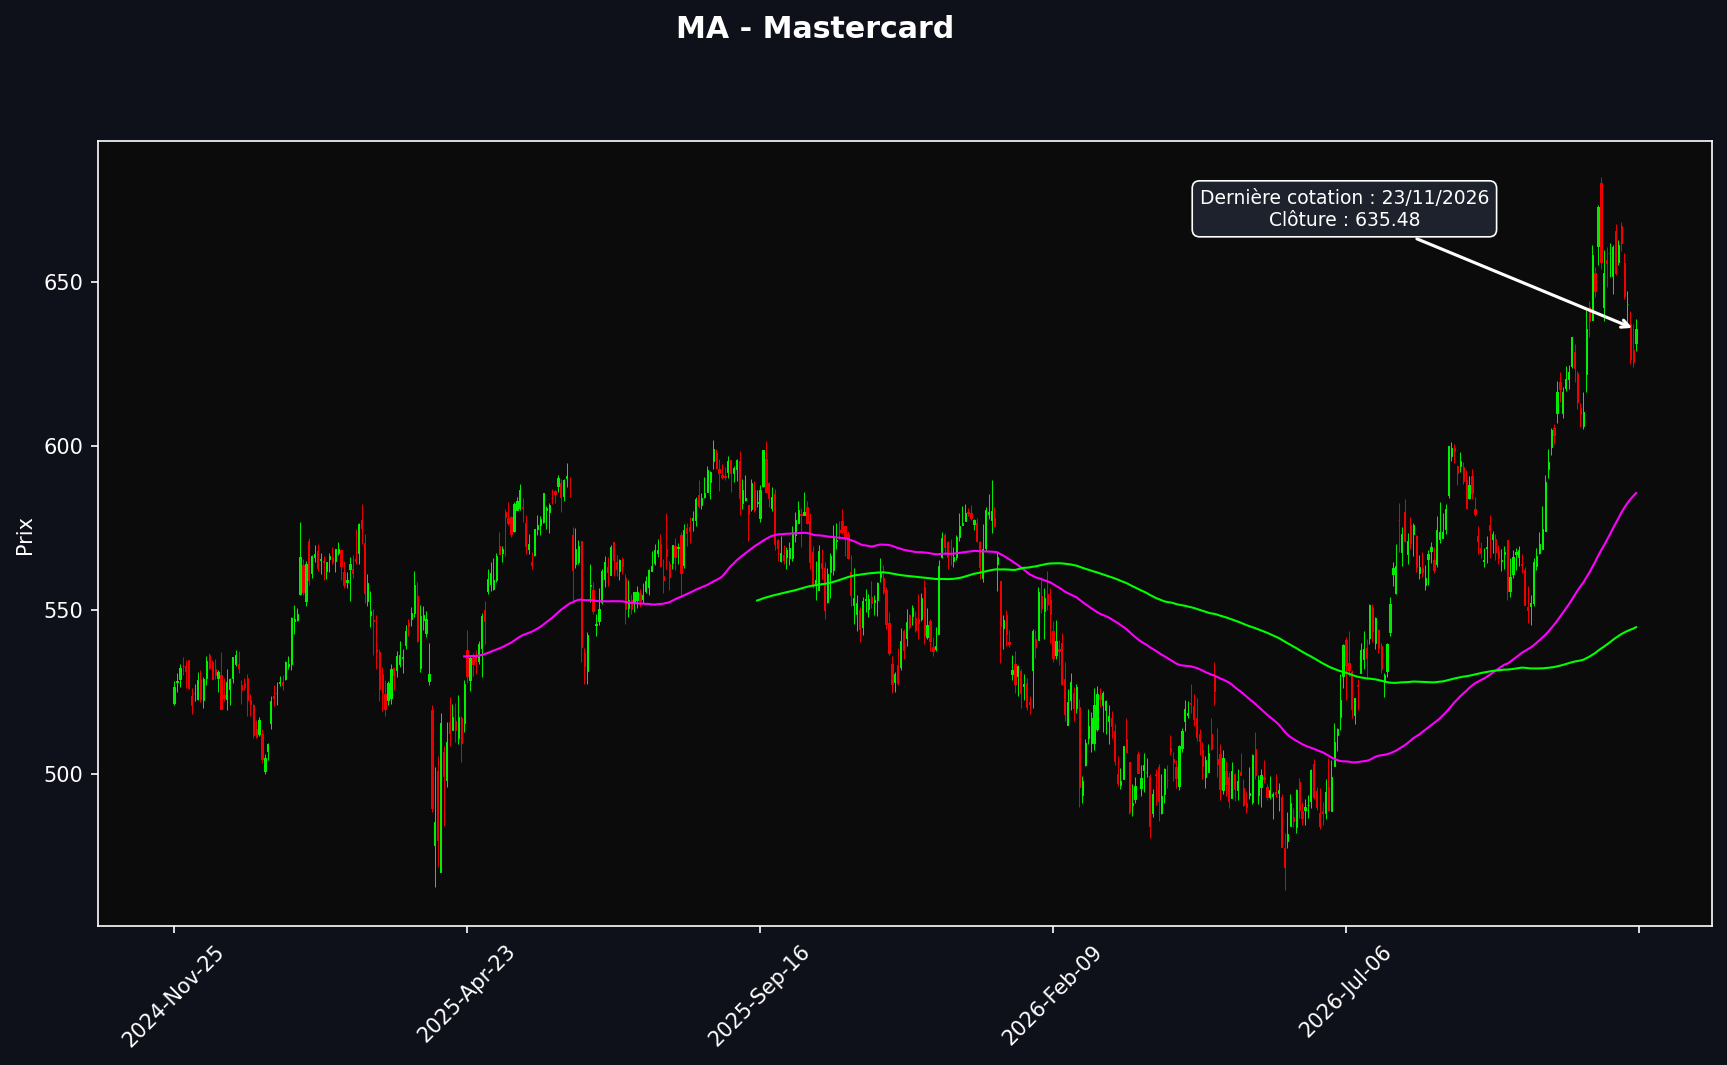 MA - Mastercard
Dernière cotation : 23/11/2026
Clôture : 635.48
Prix
650
600
550
500
2024-Nov-25
2025-Apr-23
2025-Sep-16
2026-Feb-09
2026-Jul-06